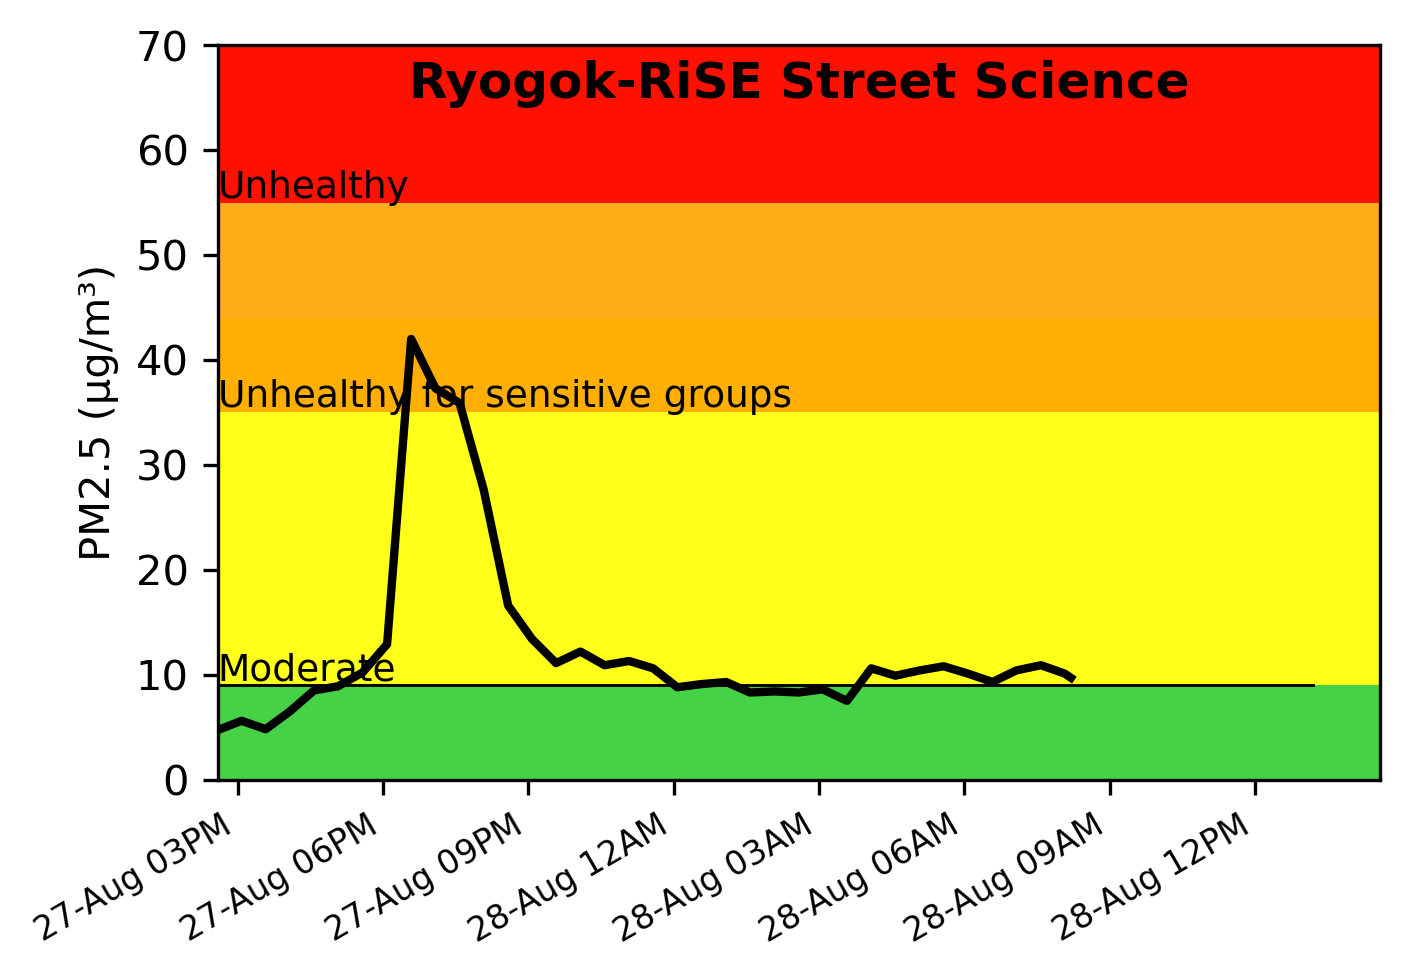 Ryogok-RiSE Street Science
70
60
50
40
30
20
10
0
PM2.5 (µg/m³)
Unhealthy
Unhealthy for sensitive groups
Moderate
27-Aug 03PM
27-Aug 06PM
27-Aug 09PM
28-Aug 12AM
28-Aug 03AM
28-Aug 06AM
28-Aug 09AM
28-Aug 12PM